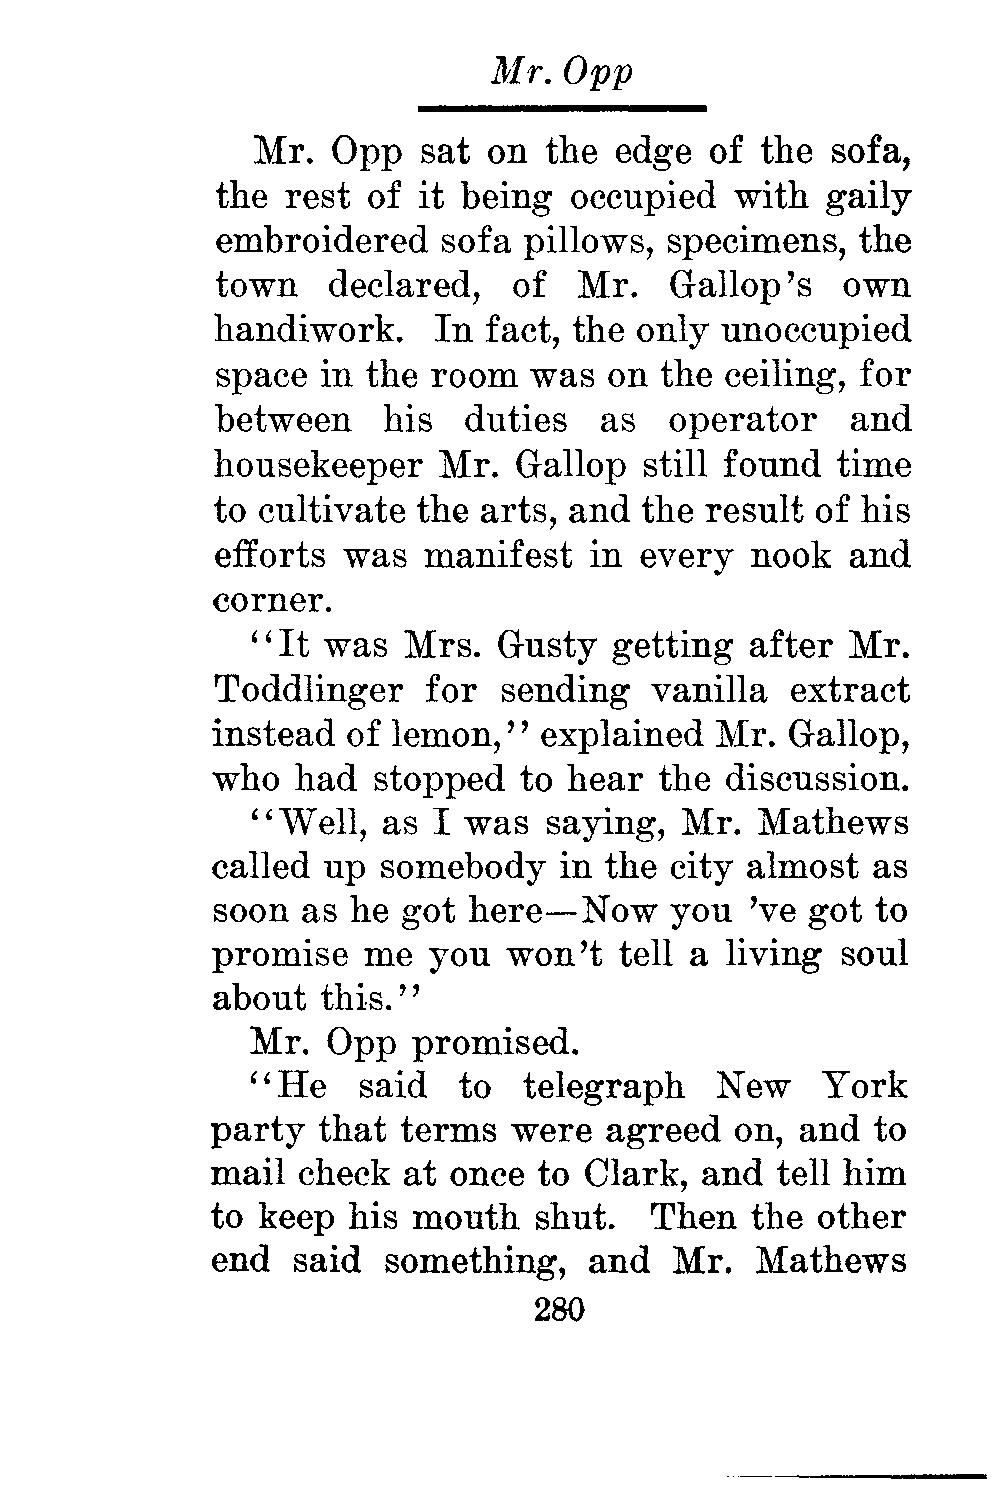 Mr. Opp
Mr. Opp sat on the edge of the sofa,
the rest of it being occupied with gaily
embroidered sofa pillows, specimens, the
town declared, of Mr. Gallop's own
handiwork. In fact, the only unoccupied
space in the room was on the ceiling, for
between his duties as operator and
housekeeper Mr. Gallop still found time
to cultivate the arts, and the result of his
efforts was manifest in every nook and
corner.
"It was Mrs. Gusty getting after Mr.
Toddlinger for sending vanilla extract
instead of lemon," explained Mr. Gallop,
who had stopped to hear the discussion.
"Well, as I was saying, Mr. Mathews
called up somebody in the city almost as
soon as he got here—Now you 've got to
promise me you won't tell a living soul
about this."
Mr. Opp promised.
"He said to telegraph New York
party that terms were agreed on, and to
mail check at once to Clark, and tell him
to keep his mouth shut. Then the other
end said something, and Mr. Mathews
280